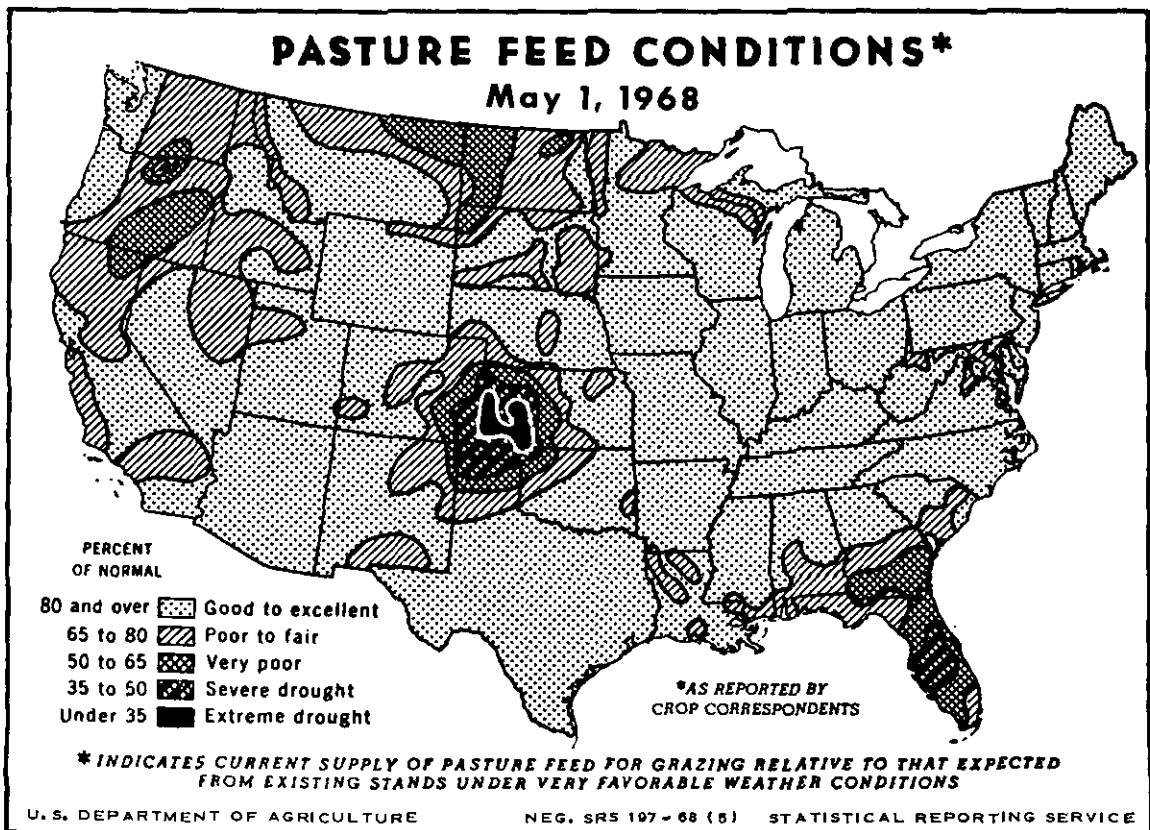 PASTURE FEED CONDITIONS*
May 1, 1968
PERCENT
OF NORMAL
80 and over Good to excellent
65 to 80 Poor to fair
50 to 65 Very poor
35 to 50 Severe drought
Under 35 Extreme drought
*AS REPORTED BY
CROP CORRESPONDENTS
* INDICATES CURRENT SUPPLY OF PASTURE FEED FOR GRAZING RELATIVE TO THAT EXPECTED
FROM EXISTING STANDS UNDER VERY FAVORABLE WEATHER CONDITIONS
U. S. DEPARTMENT OF AGRICULTURE NEG. SRS 197-68 (5) STATISTICAL REPORTING SERVICE